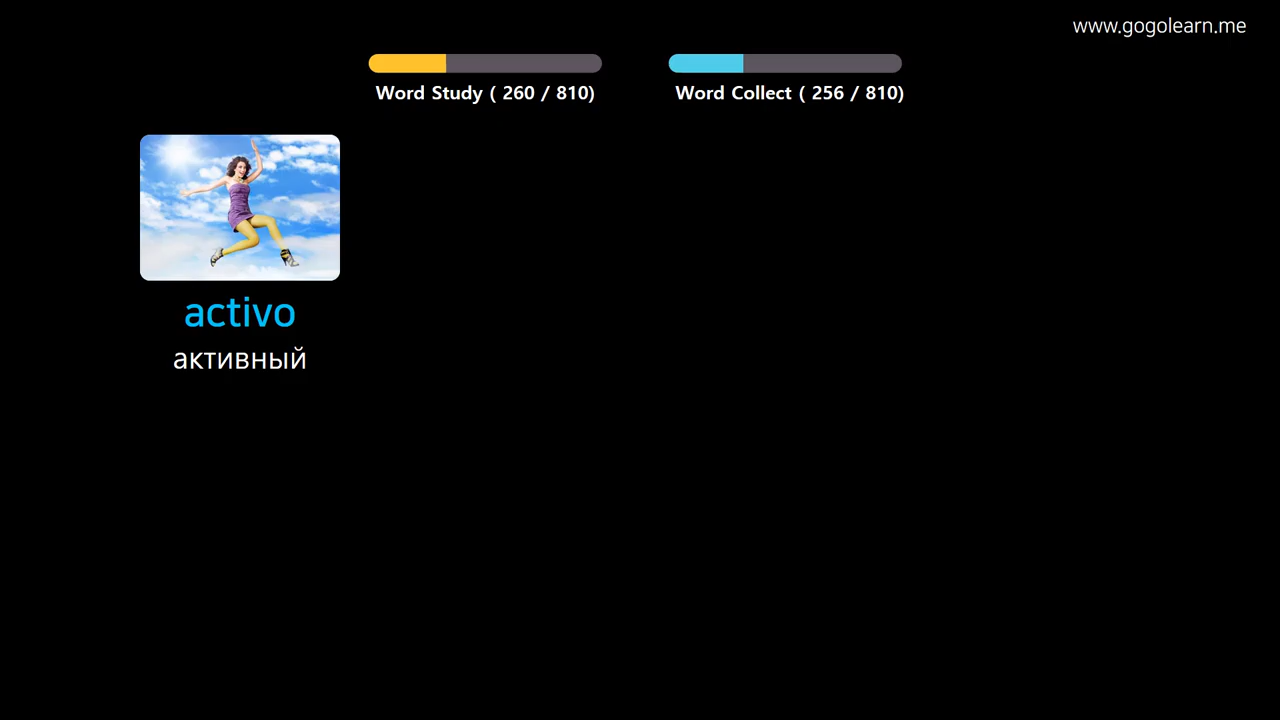 www.gogolearn.me
Word Study ( 260 / 810)
Word Collect ( 256 / 810)
activo
активный